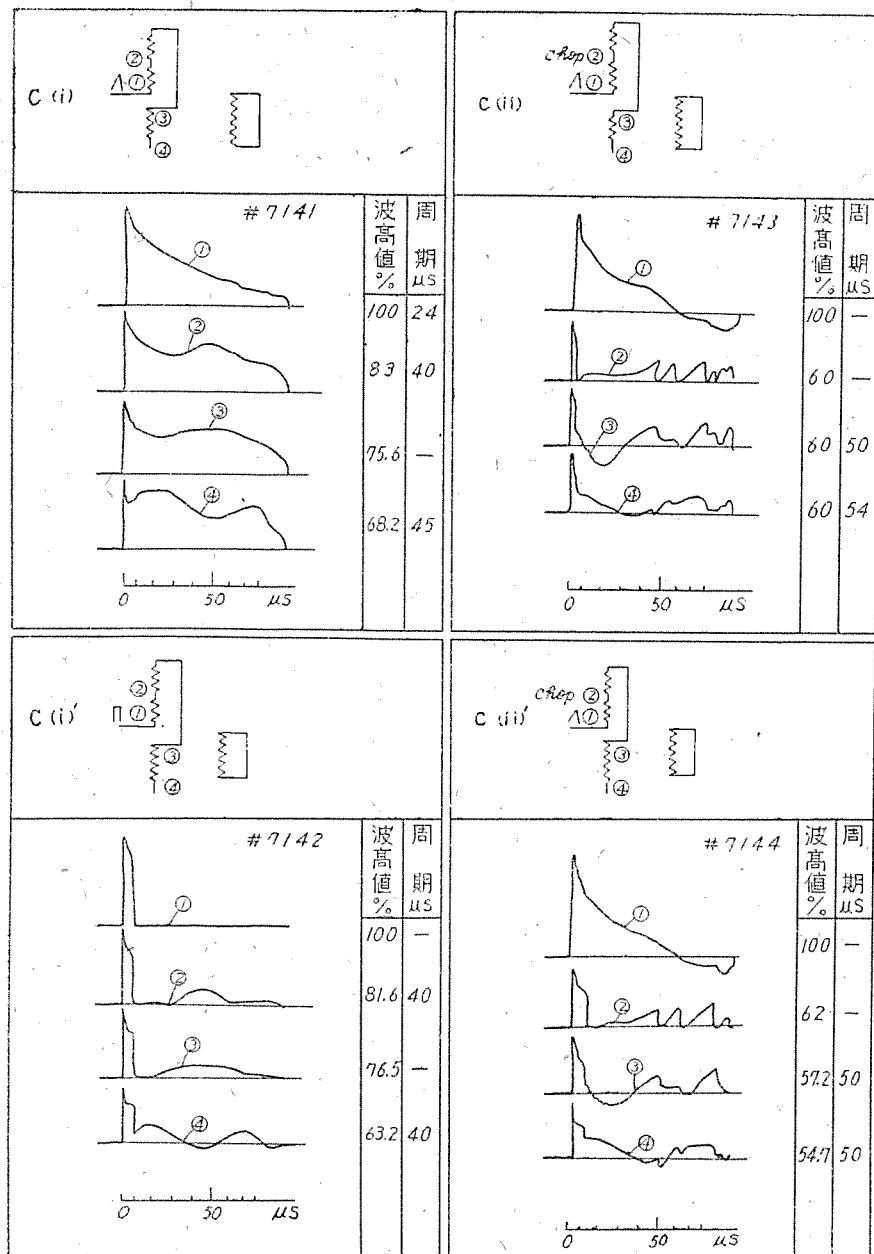 C (i)
②
Λ ①
③
④
#7141
波高値 %
周期 μS
①
100 24
②
83 40
③
75.6 —
④
68.2 45
0 50 μS
C (ii)
chop ②
Λ ①
③
④
#7143
波高値 %
周期 μS
①
100 —
②
60 —
③
60 50
④
60 54
0 50 μS
C (i)′
②
Π ①
③
④
#7142
波高値 %
周期 μS
①
100 —
②
81.6 40
③
76.5 —
④
63.2 40
0 50 μS
C (ii)′
chop ②
Λ ①
③
④
#7144
波高値 %
周期 μS
①
100 —
②
62 —
③
57.2 50
④
54.7 50
0 50 μS